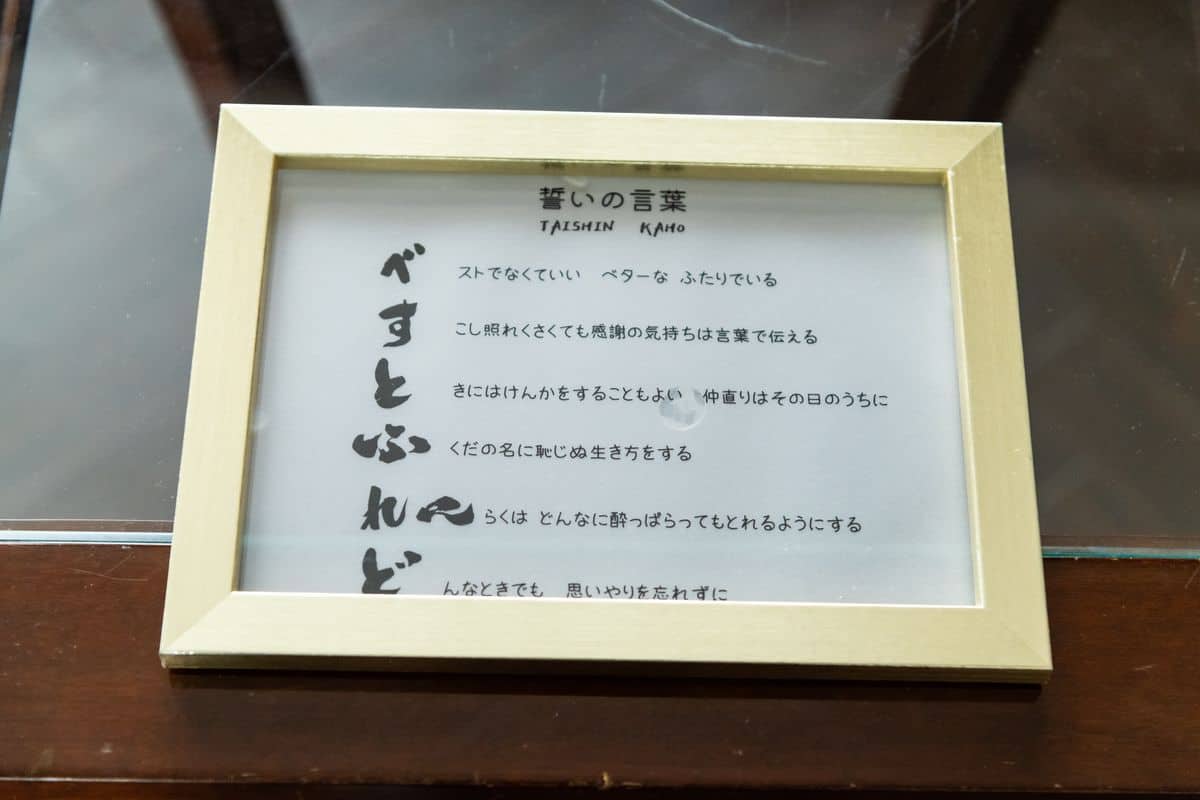 誓いの言葉
TAISHIN KAHO
べストでなくていい ベターな ふたりでいる
すこし照れくさくても感謝の気持ちは言葉で伝える
ときにはけんかをすることもよい 仲直りはその日のうちに
ふくだの名に恥じぬ生き方をする
れんらくは どんなに酔っぱらってもとれるようにする
どんなときでも 思いやりを忘れずに